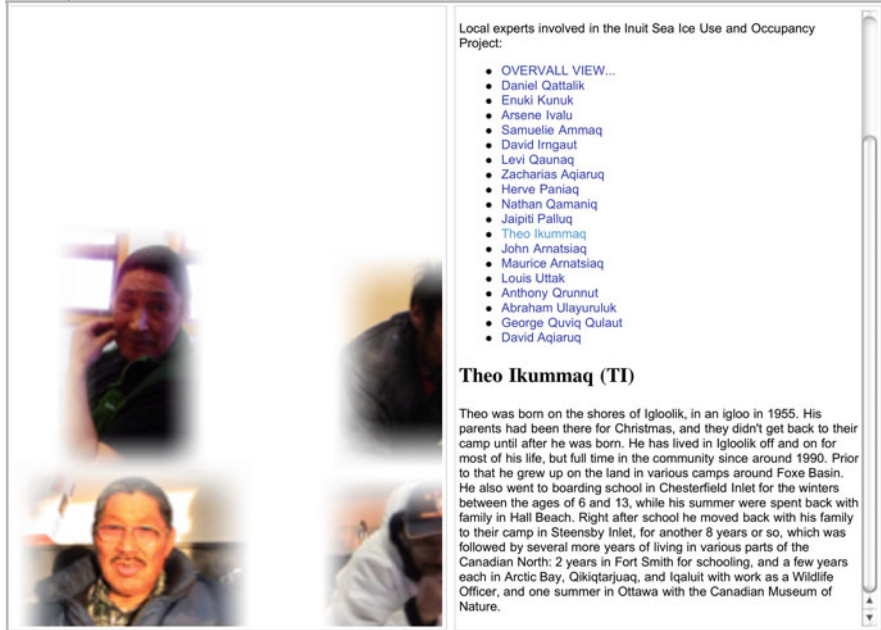 Local experts involved in the Inuit Sea Ice Use and Occupancy
Project:
OVERVALL VIEW...
Daniel Qattalik
Enuki Kunuk
Arsene Ivalu
Samuelie Ammaq
David Irngaut
Levi Qaunaq
Zacharias Aqiaruq
Herve Paniaq
Nathan Qamaniq
Jaipiti Palluq
Theo Ikummaq
John Arnatsiaq
Maurice Arnatsiaq
Louis Uttak
Anthony Qrunnut
Abraham Ulayuruluk
George Quviq Qulaut
David Aqiaruq
Theo Ikummaq (TI)
Theo was born on the shores of Igloolik, in an igloo in 1955. His
parents had been there for Christmas, and they didn't get back to their
camp until after he was born. He has lived in Igloolik off and on for
most of his life, but full time in the community since around 1990. Prior
to that he grew up on the land in various camps around Foxe Basin.
He also went to boarding school in Chesterfield Inlet for the winters
between the ages of 6 and 13, while his summer were spent back with
family in Hall Beach. Right after school he moved back with his family
to their camp in Steensby Inlet, for another 8 years or so, which was
followed by several more years of living in various parts of the
Canadian North: 2 years in Fort Smith for schooling, and a few years
each in Arctic Bay, Qikiqtarjuaq, and Iqaluit with work as a Wildlife
Officer, and one summer in Ottawa with the Canadian Museum of
Nature.